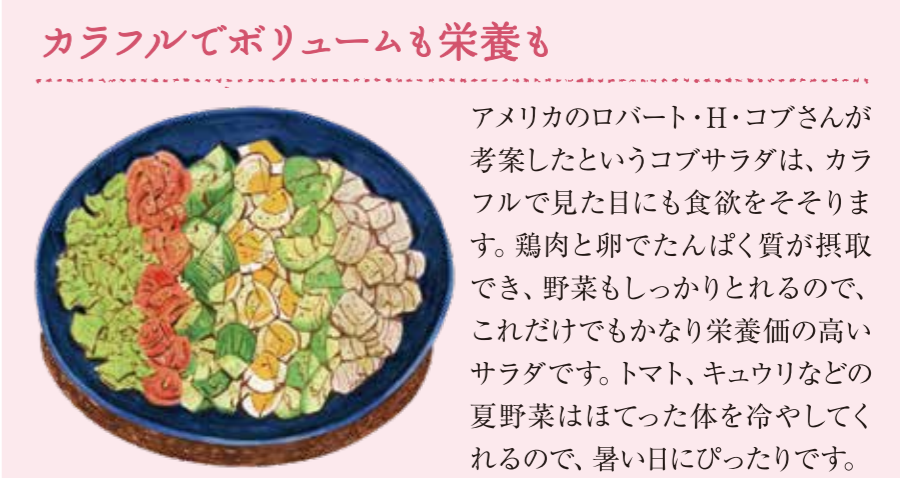 カラフルでボリュームも栄養も
アメリカのロバート・H・コブさんが
考案したというコブサラダは、カラ
フルで見た目にも食欲をそそりま
す。鶏肉と卵でたんぱく質が摂取
でき、野菜もしっかりとれるので、
これだけでもかなり栄養価の高い
サラダです。トマト、キュウリなどの
夏野菜はほてった体を冷やしてく
れるので、暑い日にぴったりです。